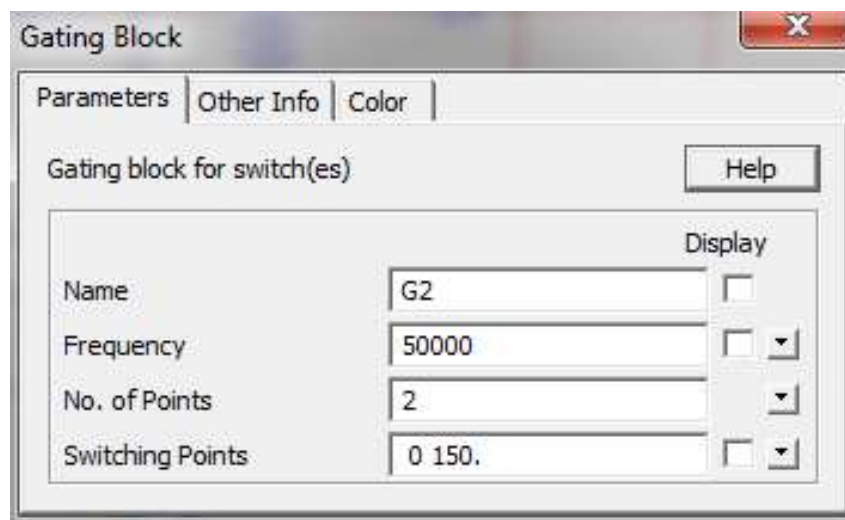 Gating Block
Parameters Other Info Color
Gating block for switch(es) Help
Display
Name G2
Frequency 50000
No. of Points 2
Switching Points 0 150.